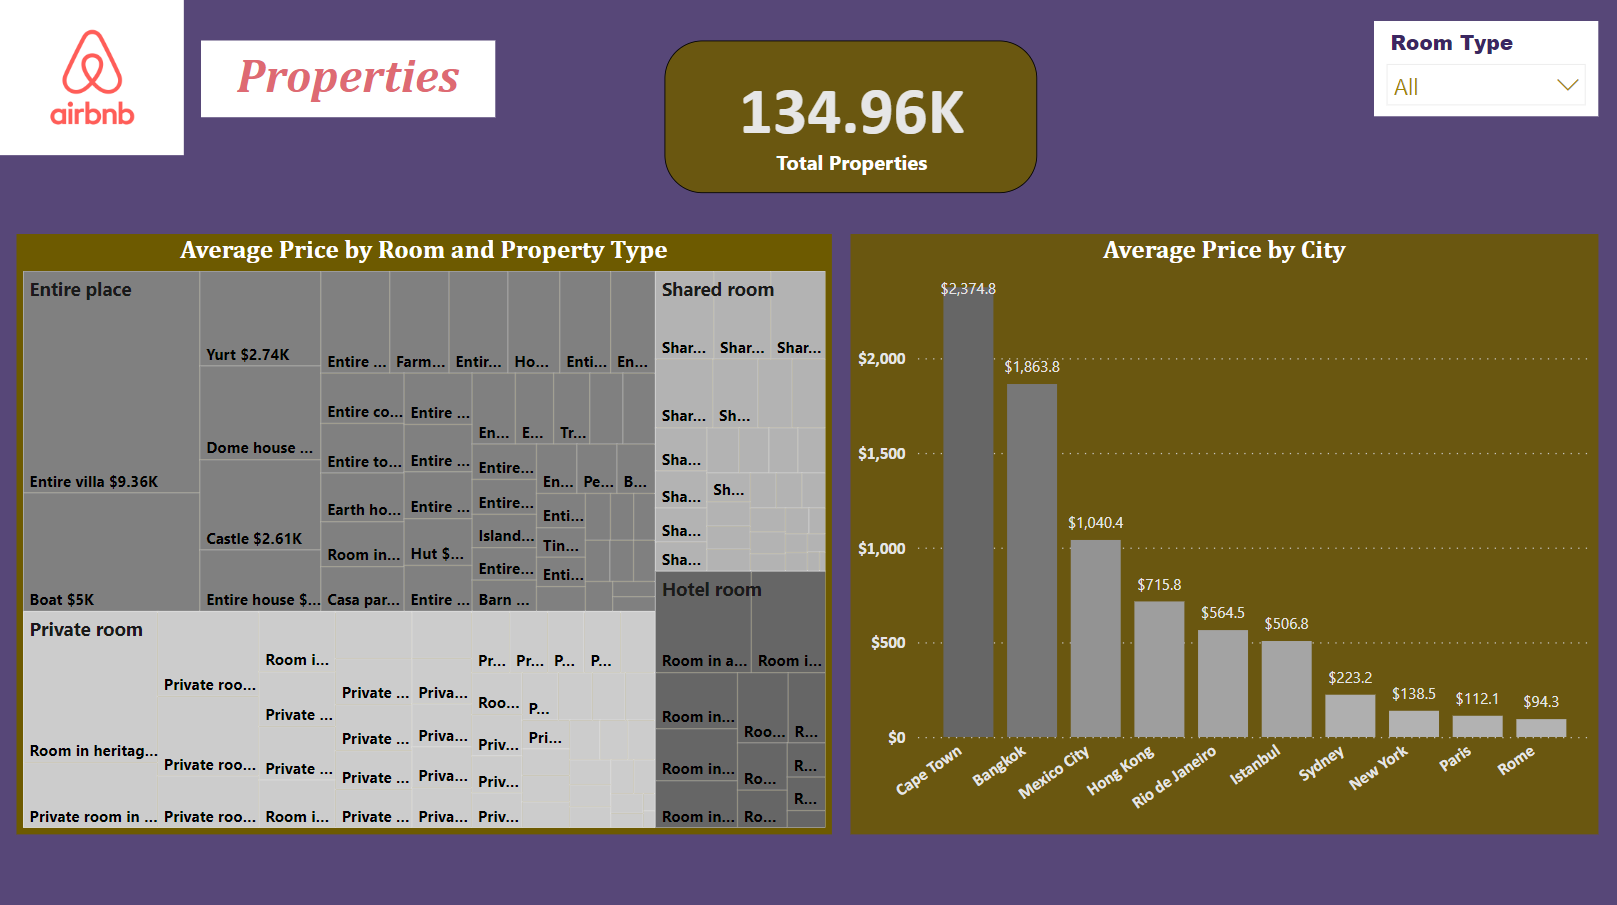 airbnb
Properties
134.96K
Total Properties
Room Type
All
Average Price by Room and Property Type
Entire place
Yurt $2.74K
Entire ...
Farm...
Entir...
Ho...
Enti...
En...
Dome house ...
Entire co...
Entire ...
En...
E...
Tr...
Entire villa $9.36K
Entire to...
Entire ...
Entire...
En...
Pe...
B...
Castle $2.61K
Earth ho...
Entire ...
Entire...
Enti...
Room in...
Hut $...
Island...
Tin...
Entire...
Enti...
Boat $5K
Entire house $...
Casa par...
Entire ...
Barn ...
Shared room
Shar...
Shar...
Shar...
Shar...
Sh...
Sha...
Sha...
Sh...
Sha...
Sha...
Private room
Room i...
Pr...
Pr...
P...
P...
Private roo...
Private ...
Priva...
Roo...
P...
Private ...
Room in heritag...
Private ...
Priva...
Priv...
Pri...
Private roo...
Private ...
Private ...
Priva...
Priv...
Private room in ...
Private roo...
Room i...
Private ...
Priva...
Priv...
Hotel room
Room in a...
Room i...
Room in...
Roo...
R...
Room in...
Ro...
R...
R...
Room in...
Ro...
Average Price by City
$2,374.8
$2,000
$1,863.8
$1,500
$1,040.4
$1,000
$715.8
$564.5
$506.8
$500
$223.2
$138.5
$112.1
$94.3
$0
Cape Town
Bangkok
Mexico City
Hong Kong
Rio de Janeiro
Istanbul
Sydney
New York
Paris
Rome